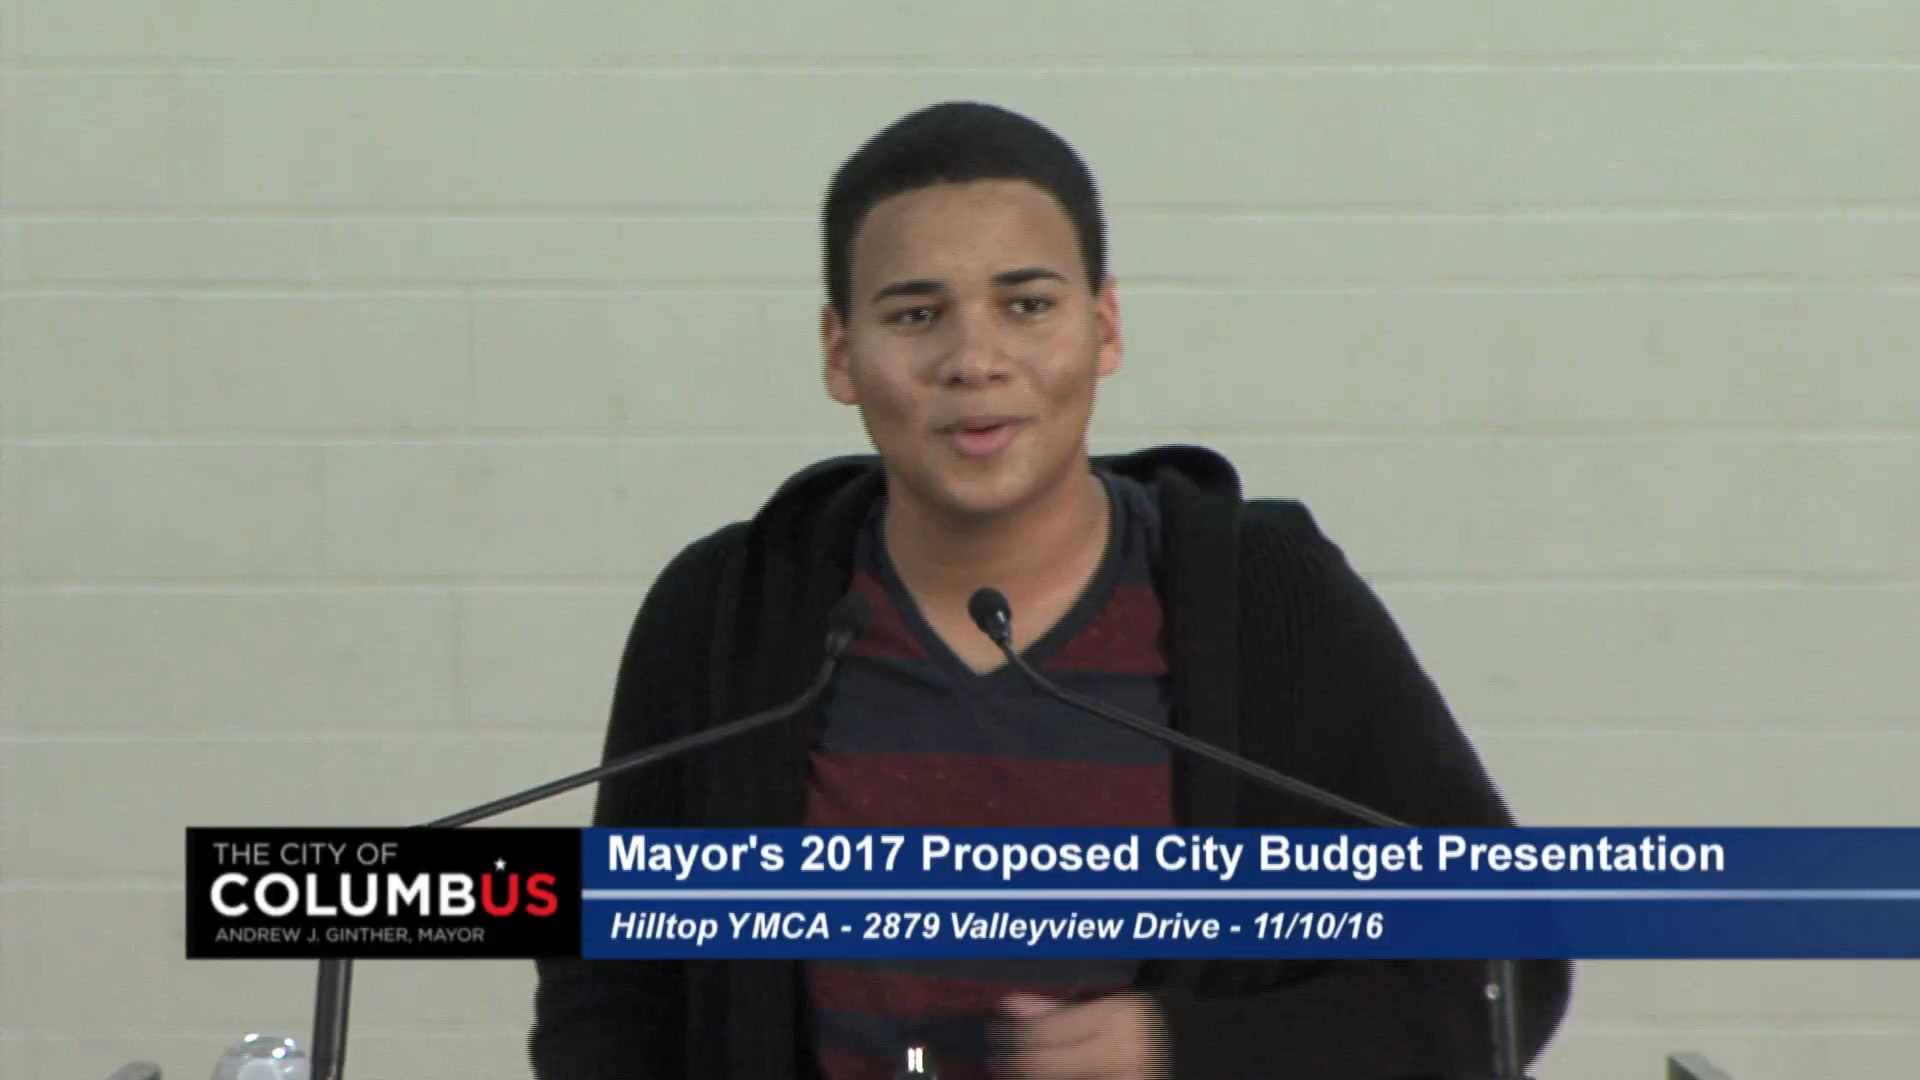 THE CITY OF
COLUMBUS
ANDREW J. GINTHER, MAYOR
Mayor's 2017 Proposed City Budget Presentation
Hilltop YMCA - 2879 Valleyview Drive - 11/10/16